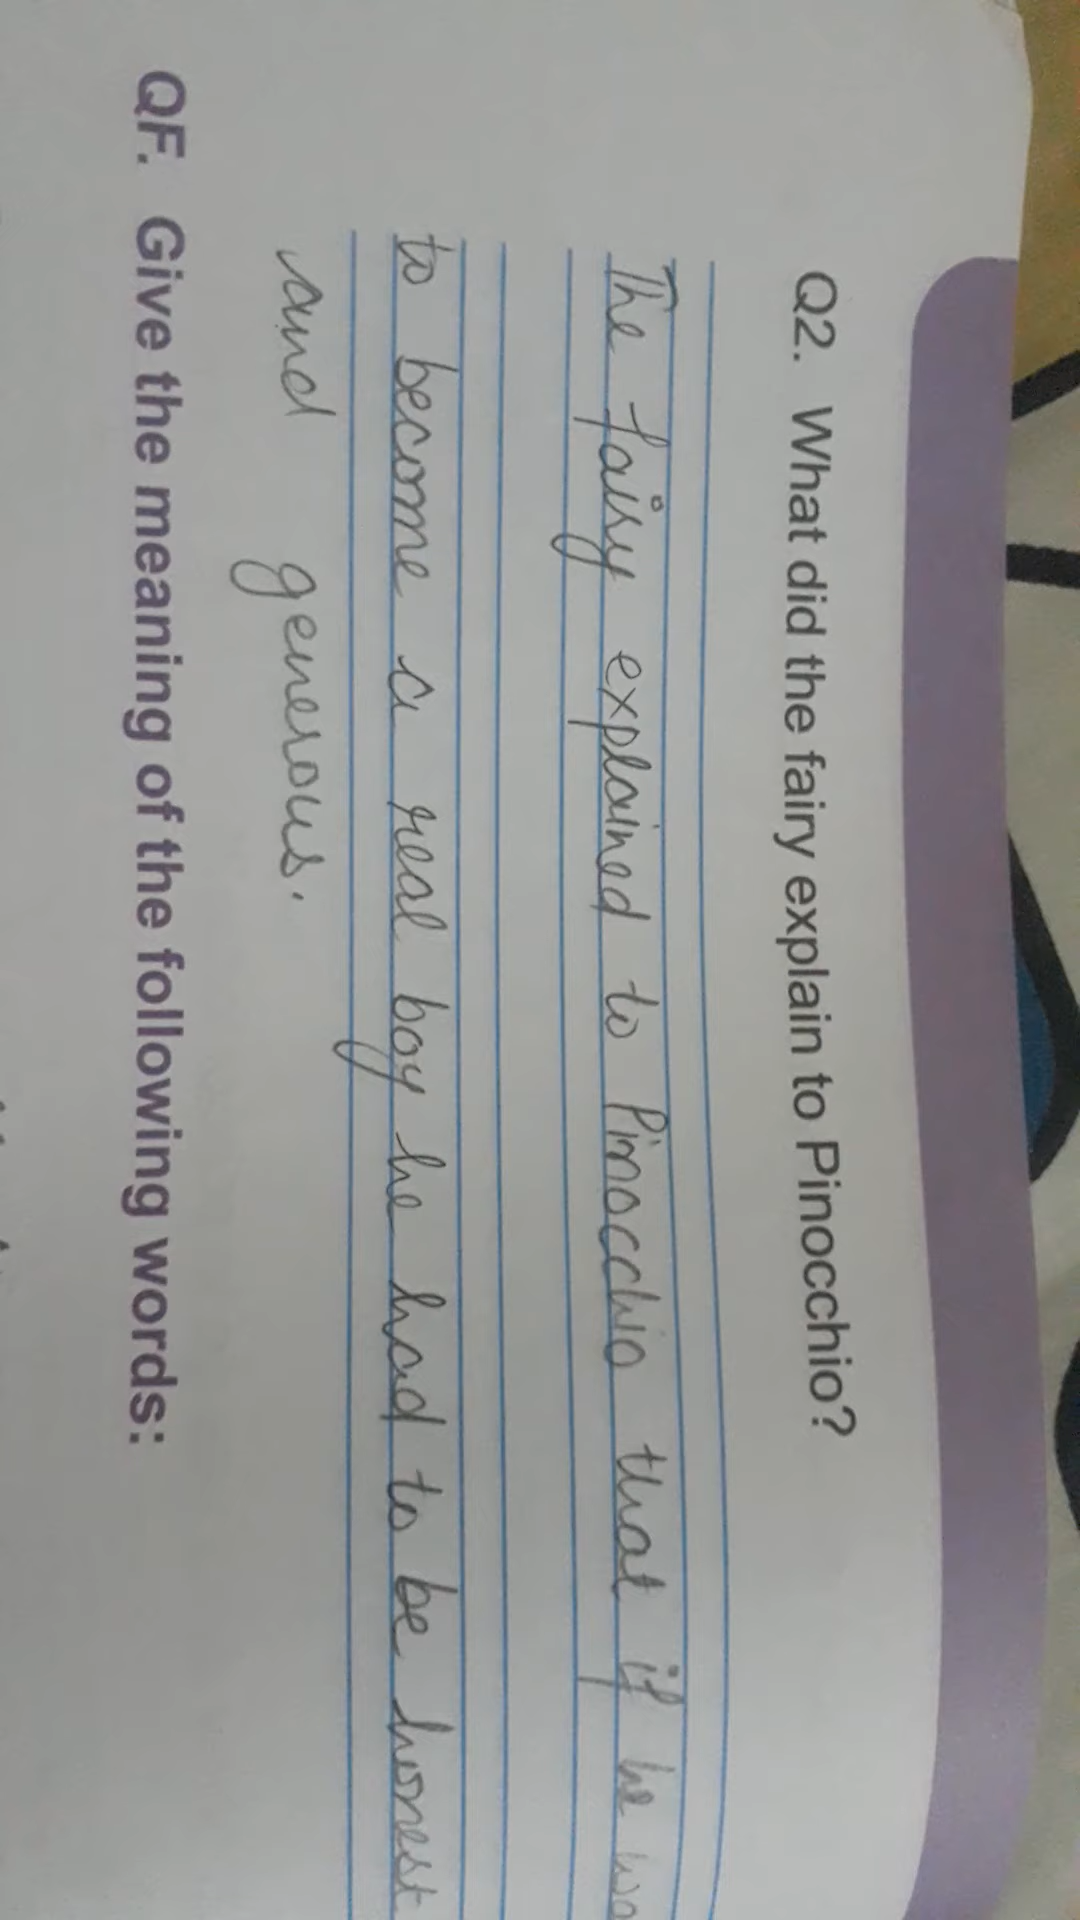 Q2. What did the fairy explain to Pinocchio?
The fairy explained to Pinocchio that if he
to become a real boy he had to be honest
and generous.
QF. Give the meaning of the following words: